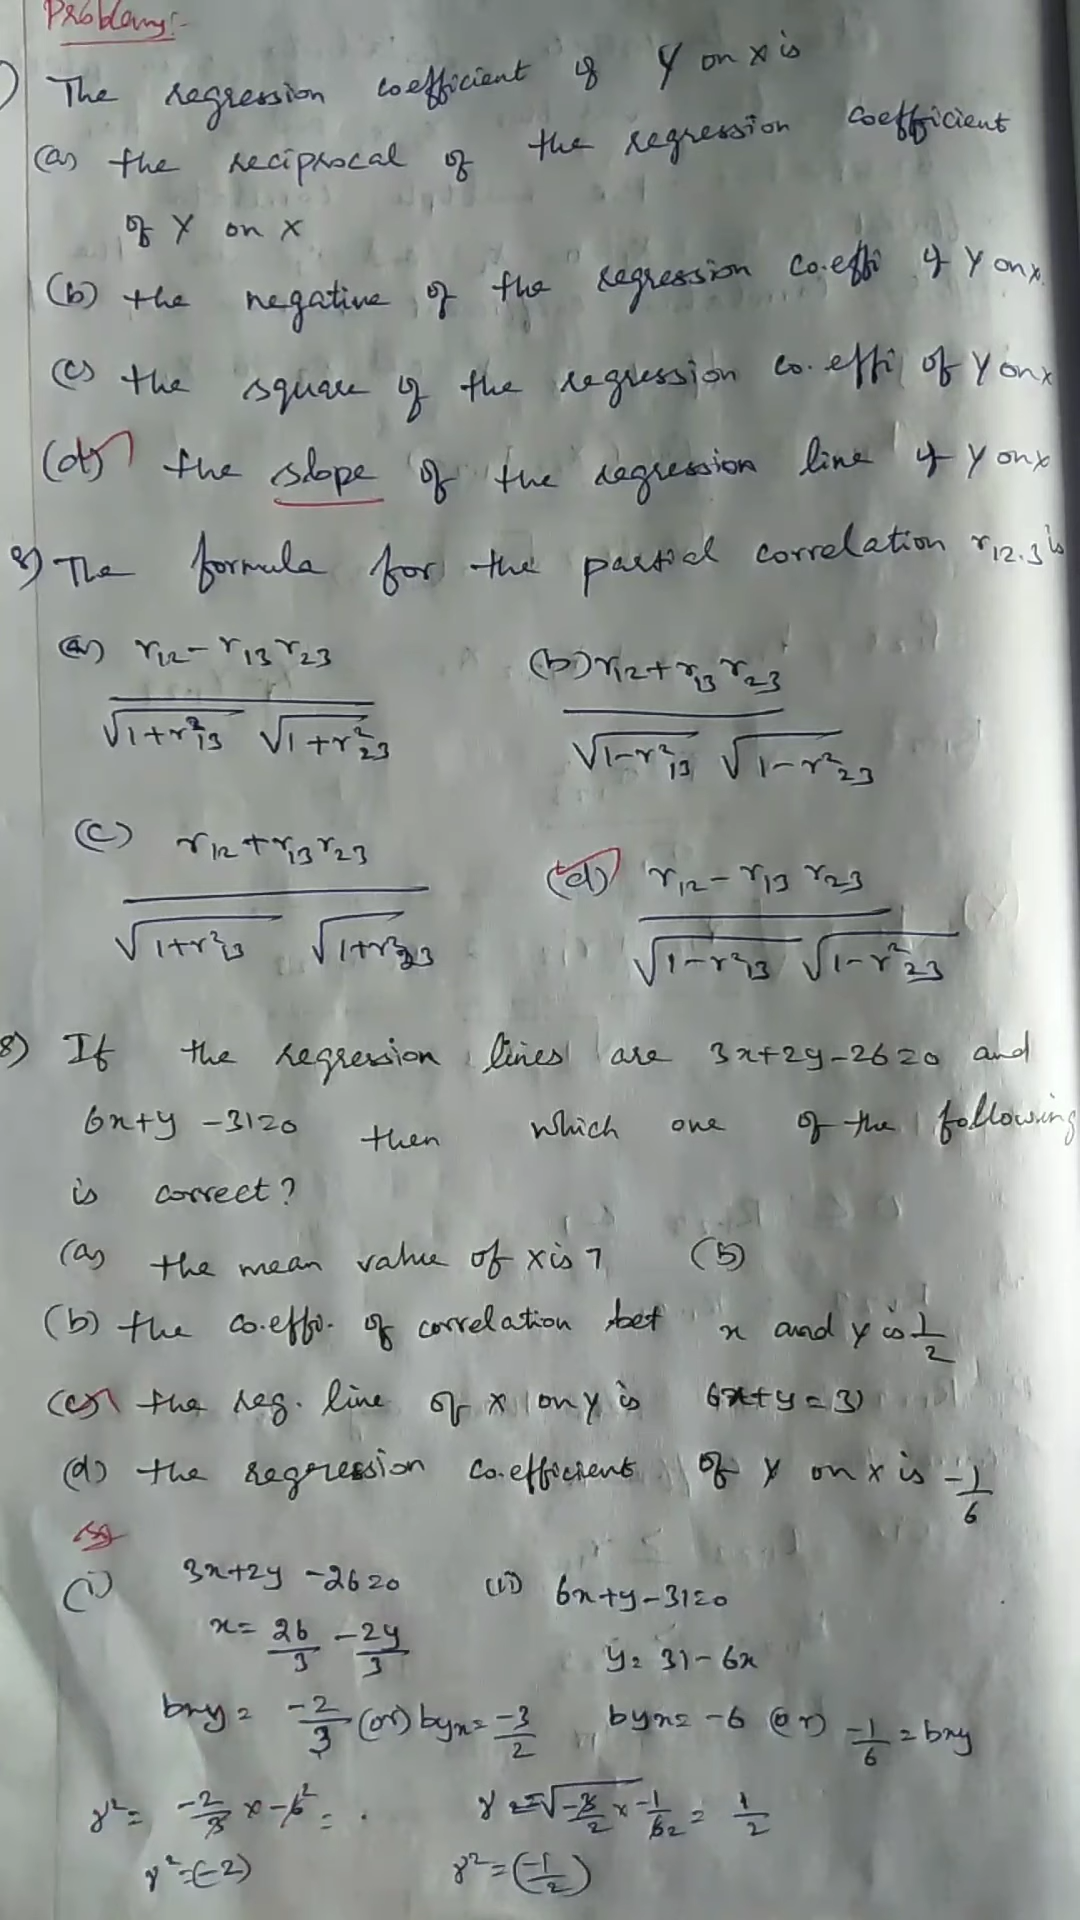 Problems:-
The regression coefficient of Y on x is
(a) the reciprocal of the regression coefficient
of Y on x
(b) the negative of the regression co.effi of Y on x.
(c) the square of the regression co.effi of Y on x
(d) the slope of the regression line of Y on x
8) The formula for the partial correlation r12.3 is
(a) r12 - r13 r23 / √1+r²13 √1+r²23
(b) r12 + r13 r23 / √1-r²13 √1-r²23
(c) r12 + r13 r23 / √1+r²13 √1+r²23
(d) r12 - r13 r23 / √1-r²13 √1-r²23
8) If the regression lines are 3x+2y-26=0 and
6x+y-31=0 then which one of the following
is correct?
(a) the mean value of x is 7 (5)
(b) the co.effi. of correlation bet x and y is 1/2
(c) the reg. line of x on y is 6x+y=31
(d) the regression co.efficient of y on x is -1/6
(i) 3x+2y-26=0 (ii) 6x+y-31=0
x = 26/3 - 2y/3 y = 31-6x
bxy = -2/3 (or) byx = -3/2 byx = -6 (or) -1/6 = bxy
r² = -2/3 x -6² = . r = √-3/2 x -1/6 2 = 1/2
r² = (-2) r² = (-1/2)